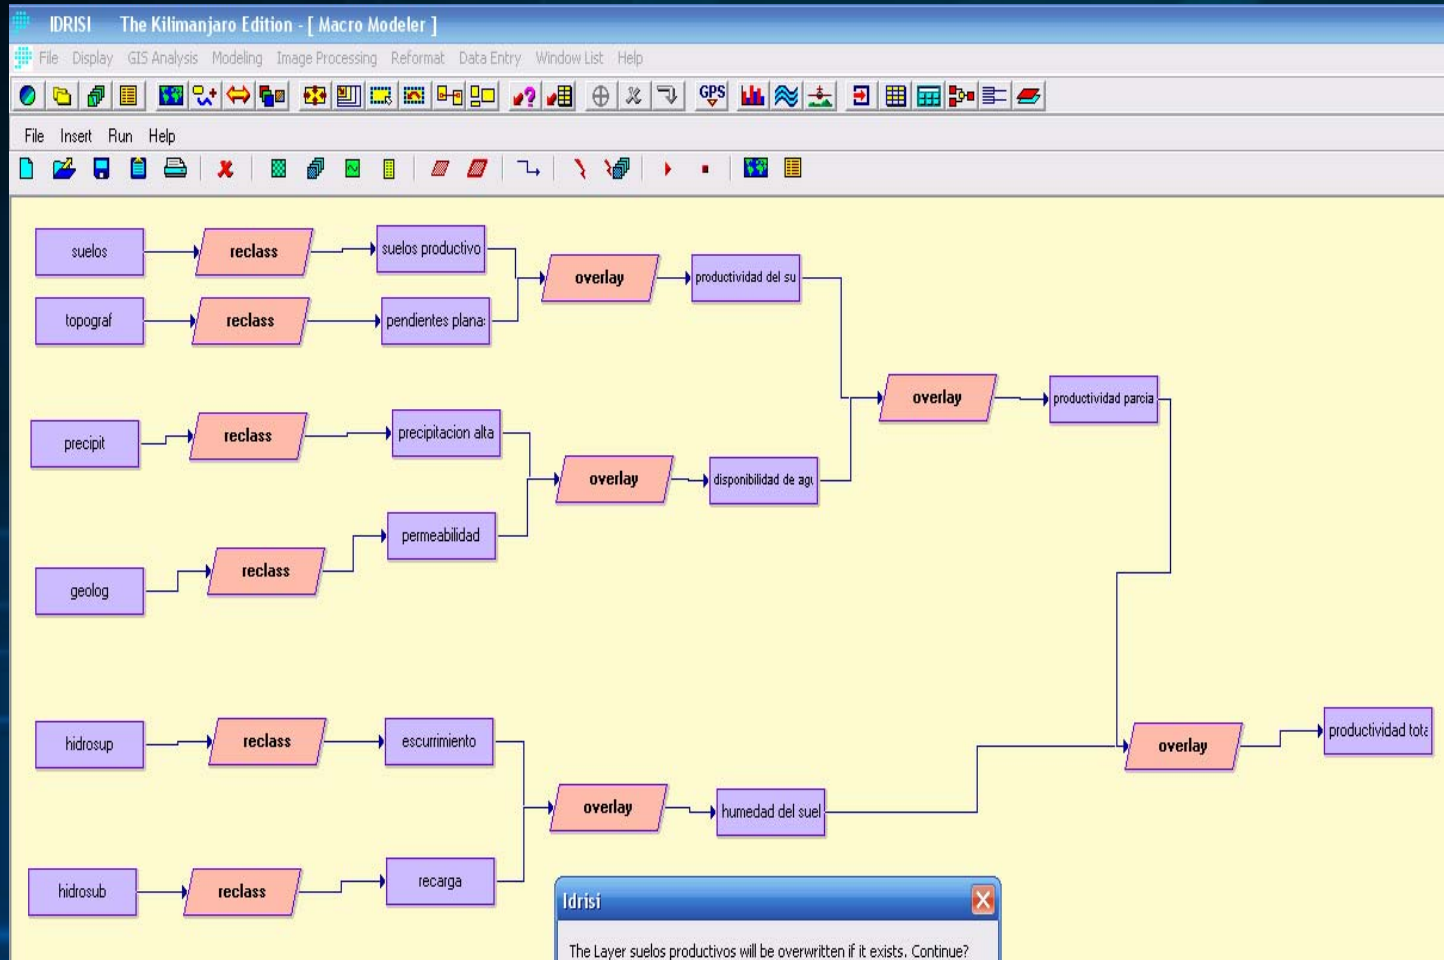 IDRISI The Kilimanjaro Edition - [ Macro Modeler ]
File Display GIS Analysis Modeling Image Processing Reformat Data Entry Window List Help
GPS
File Insert Run Help
suelos
reclass
suelos productivo
overlay
productividad del su
topograf
reclass
pendientes planas
overlay
productividad parcia
precipit
reclass
precipitacion alta
overlay
disponibilidad de agu
permeabilidad
geolog
reclass
hidrosup
reclass
escurrimiento
overlay
productividad tota
overlay
humedad del suel
hidrosub
reclass
recarga
Idrisi
The Layer suelos productivos will be overwritten if it exists. Continue?